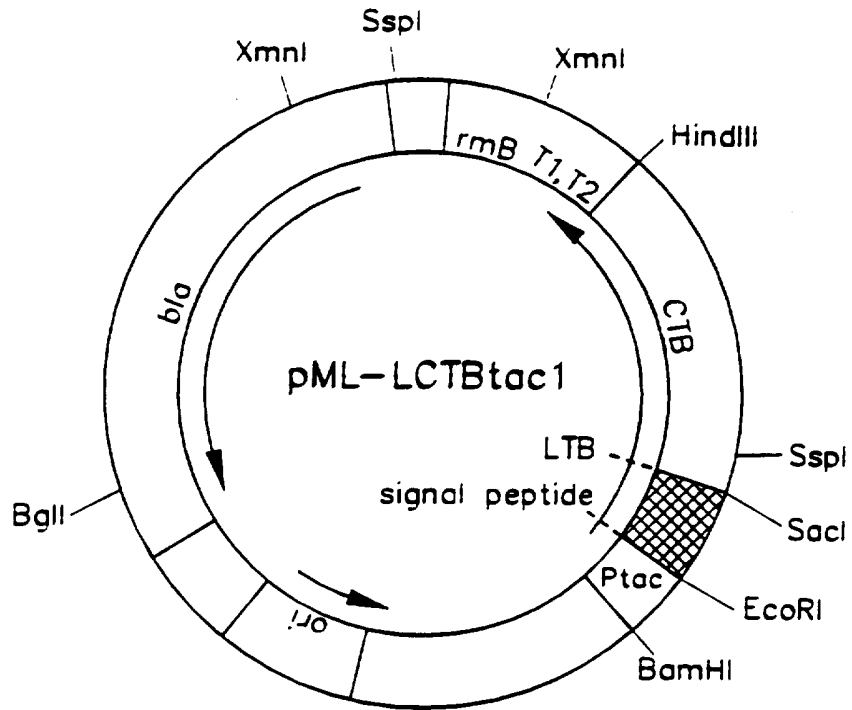 SspI
XmnI
XmnI
HindIII
rmB T1,T2
bla
CTB
pML-LCTBtac1
LTB
SspI
signal peptide
BglI
SacI
Ptac
EcoRI
ori
BamHI